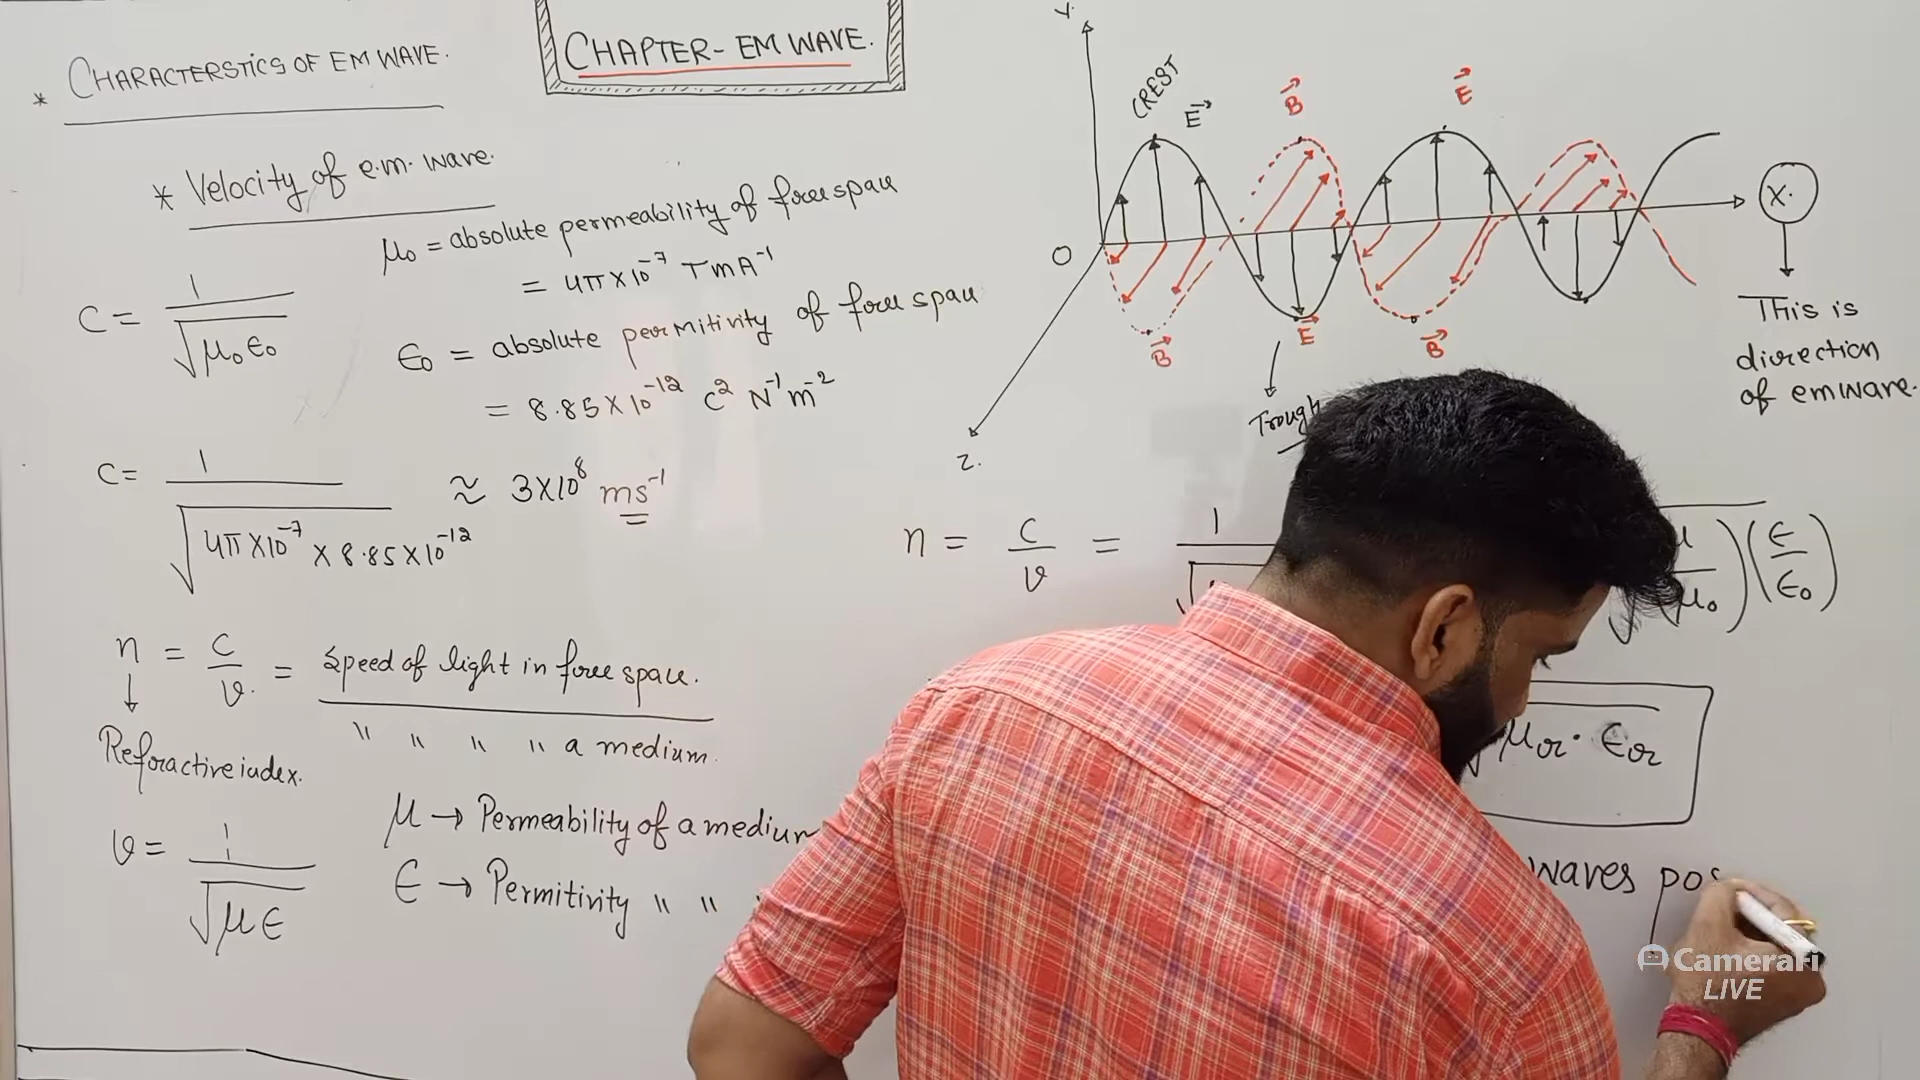 CHAPTER- EM WAVE.
* CHARACTERSTICS OF EM WAVE.
* Velocity of e.m. wave.
C = 1 / √μ₀ϵ₀
μ₀ = absolute permeability of free space
= 4π×10⁻⁷ TmA⁻¹
ϵ₀ = absolute permitivity of free space
= 8.85×10⁻¹² C² N⁻¹ m⁻²
C = 1 / √4π×10⁻⁷ × 8.85×10⁻¹² ≈ 3×10⁸ ms⁻¹
n = c / v. = Speed of light in free space. / " " " " a medium.
↓
Refractive index.
v = 1 / √μϵ
μ → Permeability of a medium
ϵ → Permitivity " "
Y.
CREST
E→
B→
E→
O
B→
E→
B→
X.
Z.
Trough
This is
direction
of em wave.
n = c / v = 1 / √
μ / μ₀) (ϵ / ϵ₀)
μr · ϵr
waves pos
CameraFi
LIVE